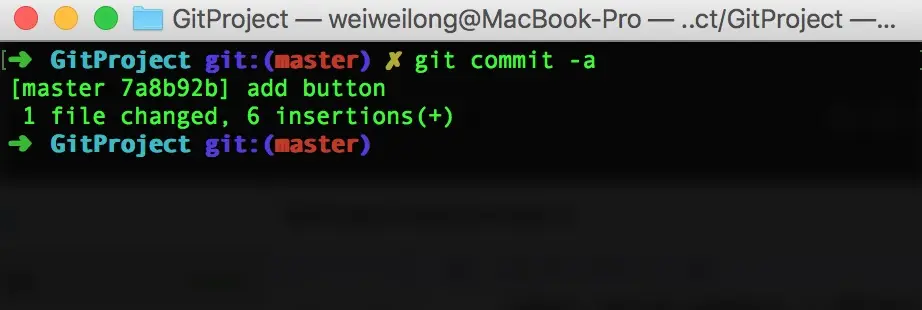 GitProject — weiweilong@MacBook-Pro — ..ct/GitProject —...
[➜ GitProject git:(master) ✗ git commit -a
[master 7a8b92b] add button
1 file changed, 6 insertions(+)
➜ GitProject git:(master)